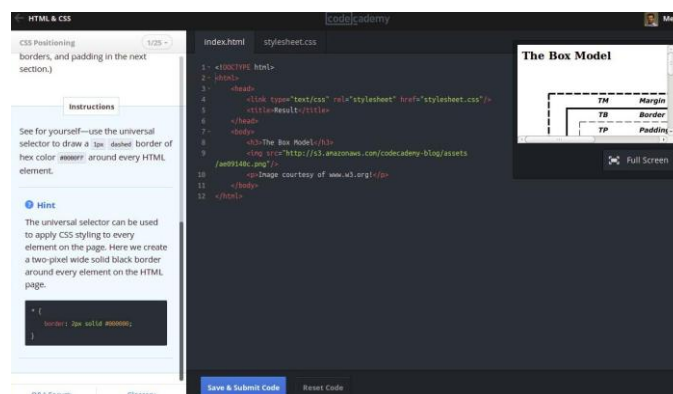 ← HTML & CSS
codecademy
Me
CSS Positioning
1/25
borders, and padding in the next
section.)
Instructions
See for yourself—use the universal
selector to draw a 1px dashed border of
hex color #0000FF around every HTML
element.
Hint
The universal selector can be used
to apply CSS styling to every
element on the page. Here we create
a two-pixel wide solid black border
around every element on the HTML
page.
* {
border: 2px solid #000000;
}
Q&A Forum Glossary
index.html stylesheet.css
1 <!DOCTYPE html>
2 <html>
3 <head>
4 <link type="text/css" rel="stylesheet" href="stylesheet.css"/>
5 <title>Result</title>
6 </head>
7 <body>
8 <h3>The Box Model</h3>
9 <img src="http://s3.amazonaws.com/codecademy-blog/assets
/ae09140c.png"/>
10 <p>Image courtesy of www.w3.org!</p>
11 </body>
12 </html>
Save & Submit Code Reset Code
The Box Model
TM Margin
TB Border
TP Padding
Full Screen